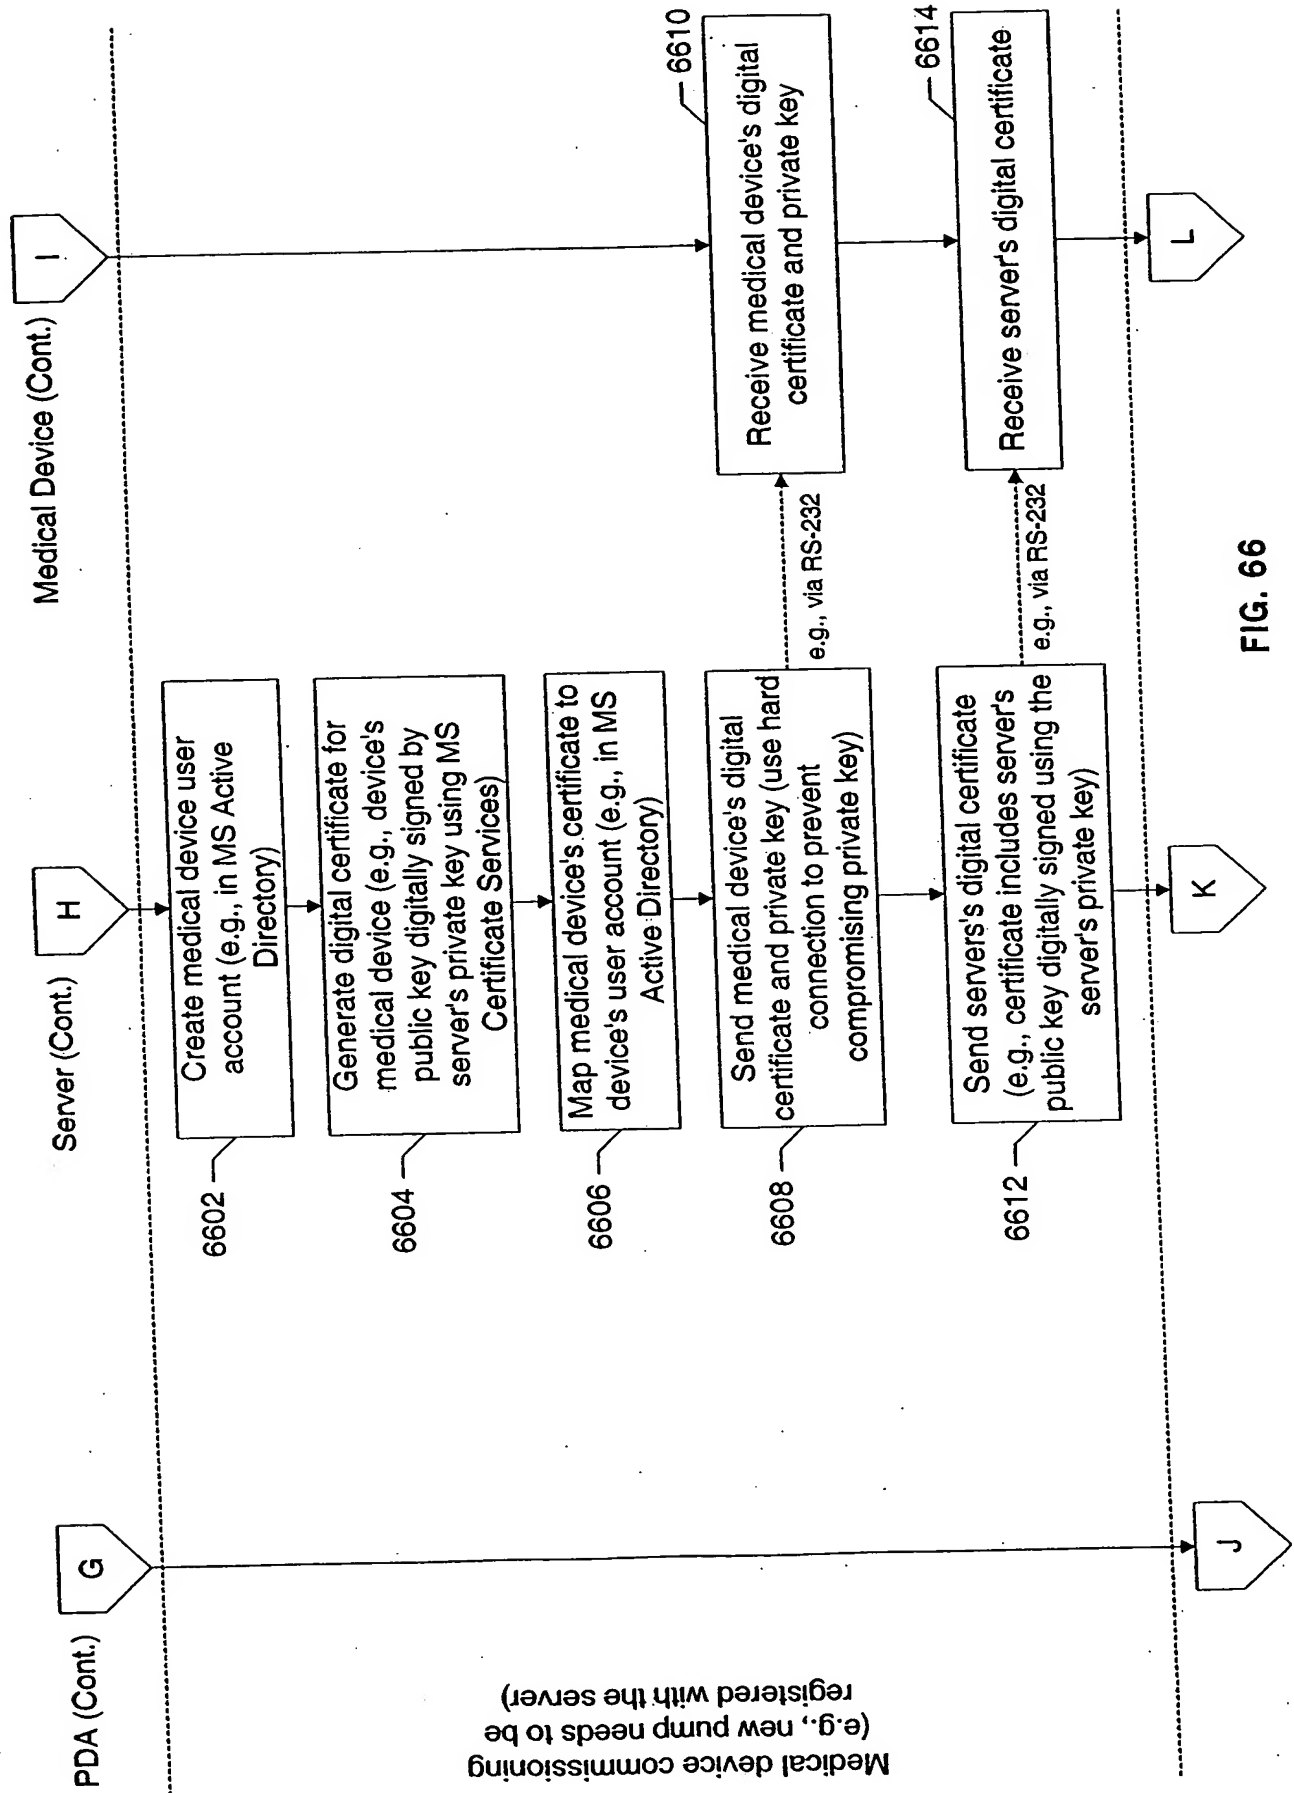 PDA (Cont.)
Server (Cont.)
Medical Device (Cont.)
G
H
I
Medical device commissioning
(e.g., new pump needs to be
registered with the server)
6602
Create medical device user
account (e.g., in MS Active
Directory)
6604
Generate digital certificate for
medical device (e.g., device's
public key digitally signed by
server's private key using MS
Certificate Services)
6606
Map medical device's certificate to
device's user account (e.g., in MS
Active Directory)
6608
Send medical device's digital
certificate and private key (use hard
connection to prevent
compromising private key)
e.g., via RS-232
6610
Receive medical device's digital
certificate and private key
6612
Send servers's digital certificate
(e.g., certificate includes server's
public key digitally signed using the
server's private key)
e.g., via RS-232
6614
Receive server's digital certificate
J
K
L
FIG. 66